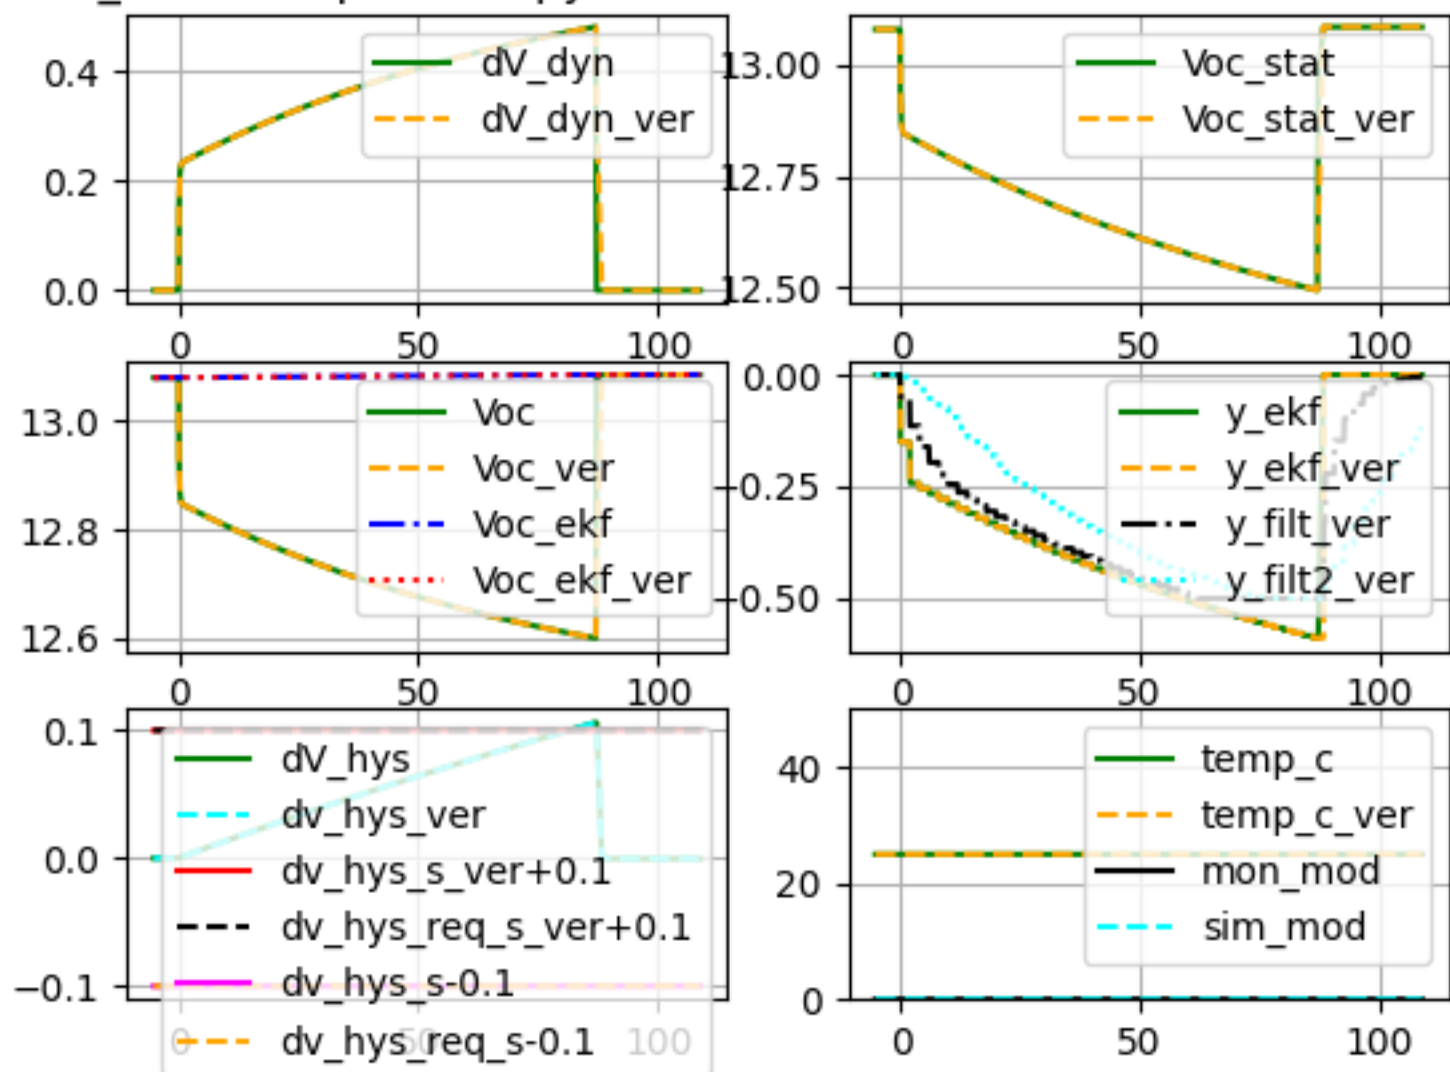 0.4
0.2
0.0
0
50
100
dV_dyn
dV_dyn_ver
13.00
12.75
12.50
0
50
100
Voc_stat
Voc_stat_ver
13.0
12.8
12.6
0
50
100
Voc
Voc_ver
Voc_ekf
Voc_ekf_ver
0.00
−0.25
−0.50
0
50
100
y_ekf
y_ekf_ver
y_filt_ver
y_filt2_ver
0.1
0.0
−0.1
0
50
100
dV_hys
dv_hys_ver
dv_hys_s_ver+0.1
dv_hys_req_s_ver+0.1
dv_hys_s-0.1
dv_hys_req_s-0.1
40
20
0
0
50
100
temp_c
temp_c_ver
mon_mod
sim_mod